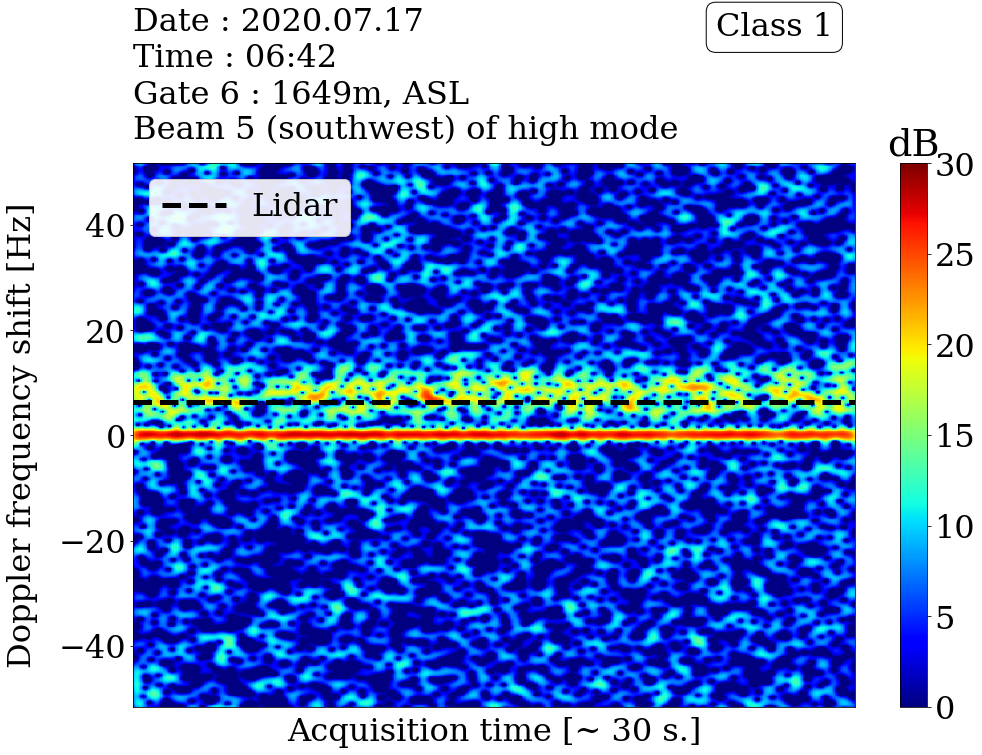 Date : 2020.07.17
Time : 06:42
Gate 6 : 1649m, ASL
Beam 5 (southwest) of high mode
Class 1
dB
Lidar
Doppler frequency shift [Hz]
40
20
0
−20
−40
30
25
20
15
10
5
0
Acquisition time [~ 30 s.]